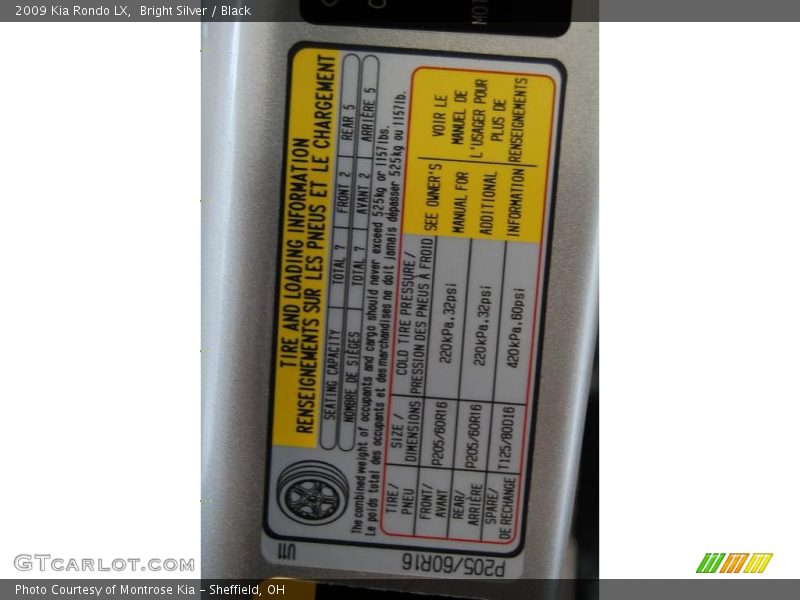 2009 Kia Rondo LX,  Bright Silver / Black
MOT
TIRE AND LOADING INFORMATION
RENSEIGNEMENTS SUR LES PNEUS ET LE CHARGEMENT
SEATING CAPACITY TOTAL 7 FRONT 2 REAR 5
NOMBRE DE SIÈGES TOTAL 7 AVANT 2 ARRIÈRE 5
The combined weight of occupants and cargo should never exceed 525kg or 1157lbs.
Le poids total des occupants et des marchandises ne doit jamais dépasser 525kg ou 1157lb.
TIRE/ SIZE / COLD TIRE PRESSURE/
PNEU DIMENSIONS PRESSION DES PNEUS À FROID
FRONT/
AVANT P205/60R16 220kPa,32psi
REAR/
ARRIÈRE P205/60R16 220kPa,32psi
SPARE/
DE RECHANGE T125/80D16 420kPa,60psi
SEE OWNER'S
MANUAL FOR
ADDITIONAL
INFORMATION
VOIR LE
MANUEL DE
L'USAGER POUR
PLUS DE
RENSEIGNEMENTS
U11
P205/60R16
GTCarLot.com
Photo Courtesy of Montrose Kia - Sheffield, OH